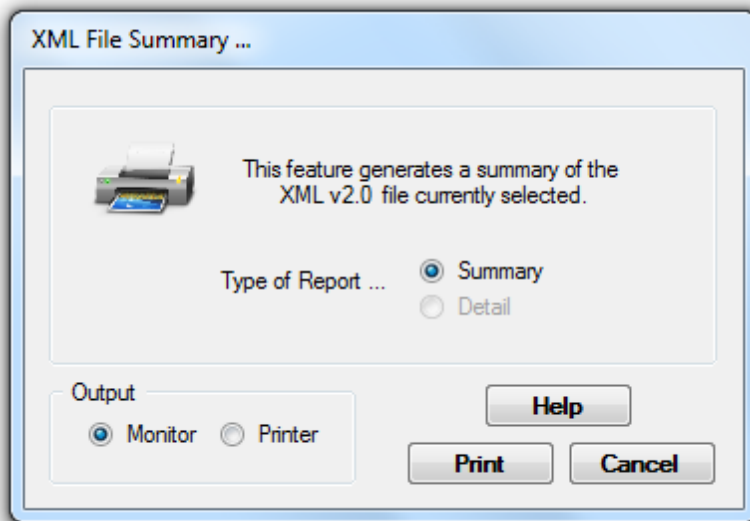 XML File Summary ...
This feature generates a summary of the
XML v2.0 file currently selected.
Type of Report ...
Summary
Detail
Output
Monitor
Printer
Help
Print
Cancel